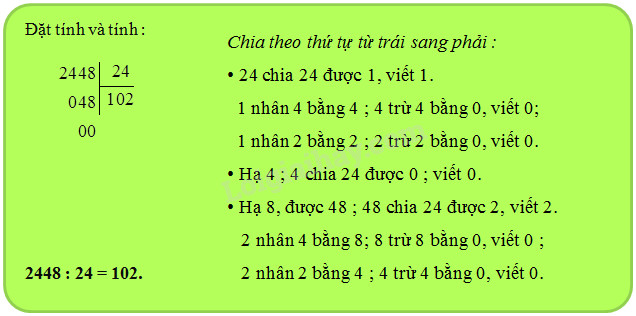 Đặt tính và tính :
2448 24
048 102
00
2448 : 24 = 102.
Chia theo thứ tự từ trái sang phải :
• 24 chia 24 được 1, viết 1.
1 nhân 4 bằng 4 ; 4 trừ 4 bằng 0, viết 0;
1 nhân 2 bằng 2 ; 2 trừ 2 bằng 0, viết 0.
• Hạ 4 ; 4 chia 24 được 0 ; viết 0.
• Hạ 8, được 48 ; 48 chia 24 được 2, viết 2.
2 nhân 4 bằng 8; 8 trừ 8 bằng 0, viết 0 ;
2 nhân 2 bằng 4 ; 4 trừ 4 bằng 0, viết 0.